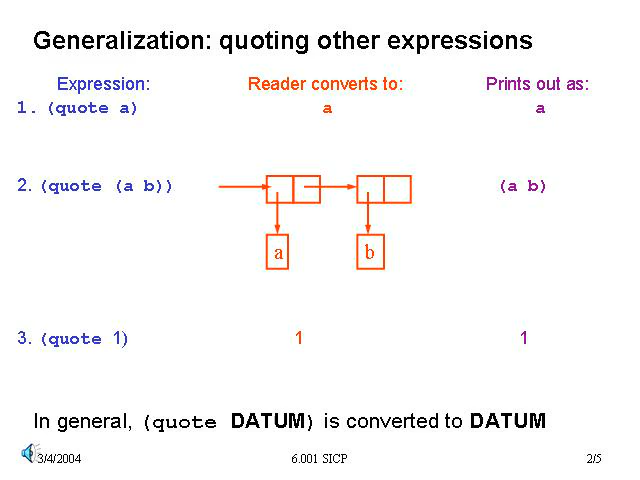 Generalization: quoting other expressions
Expression: Reader converts to: Prints out as:
1. (quote a) a a
2. (quote (a b)) (a b)
a b
3. (quote 1) 1 1
In general, (quote DATUM) is converted to DATUM
3/4/2004 6.001 SICP 2/5